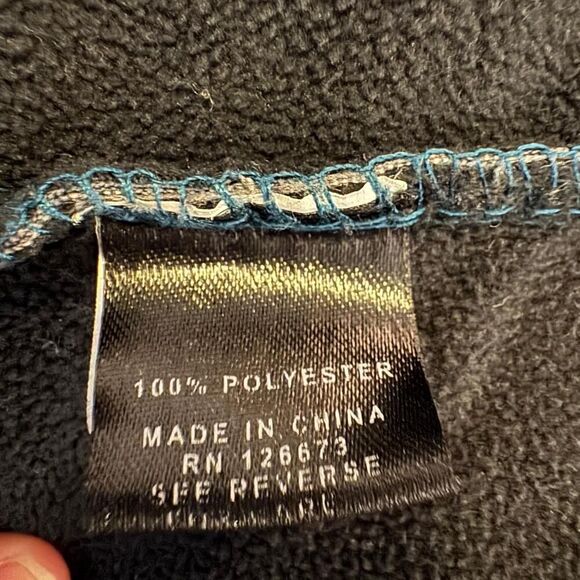 100% POLYESTER
MADE IN CHINA
RN 126673
SEE REVERSE